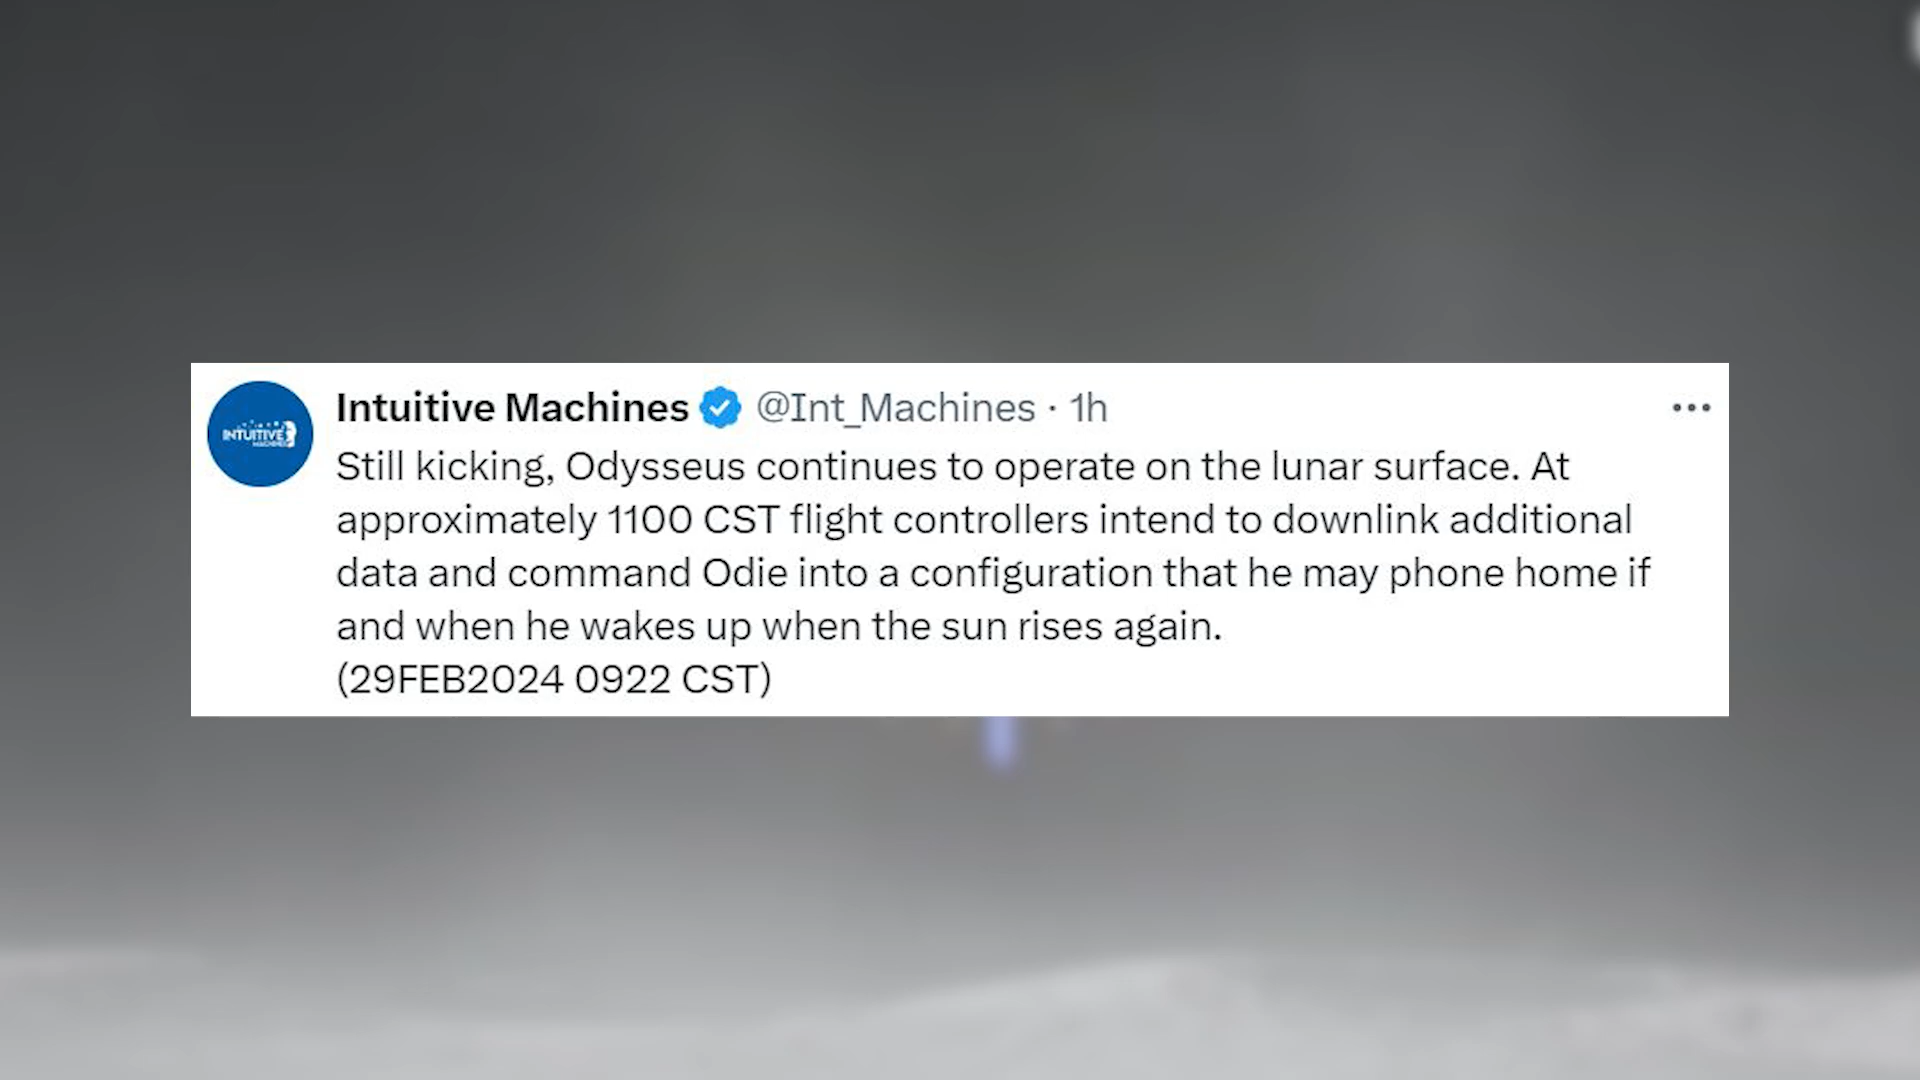 INTUITIVE
MACHINES
Intuitive Machines @Int_Machines · 1h
Still kicking, Odysseus continues to operate on the lunar surface. At
approximately 1100 CST flight controllers intend to downlink additional
data and command Odie into a configuration that he may phone home if
and when he wakes up when the sun rises again.
(29FEB2024 0922 CST)